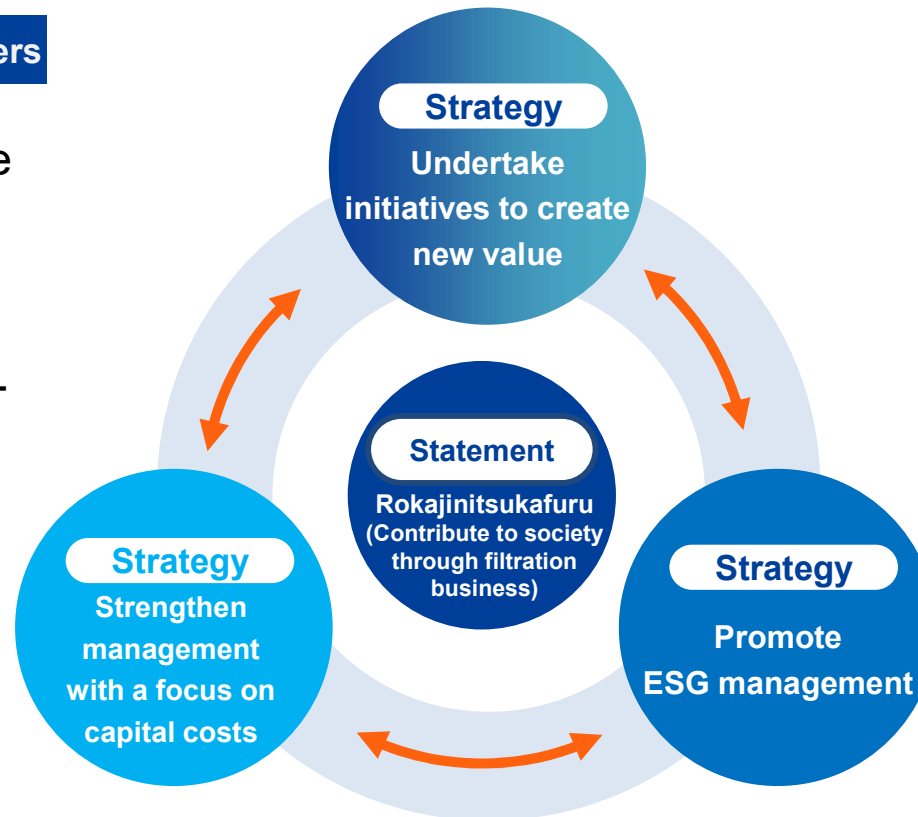 ers
e
-
Strategy
Undertake
initiatives to create
new value
Statement
Rokajinitsukafuru
(Contribute to society
through filtration
business)
Strategy
Strengthen
management
with a focus on
capital costs
Strategy
Promote
ESG management